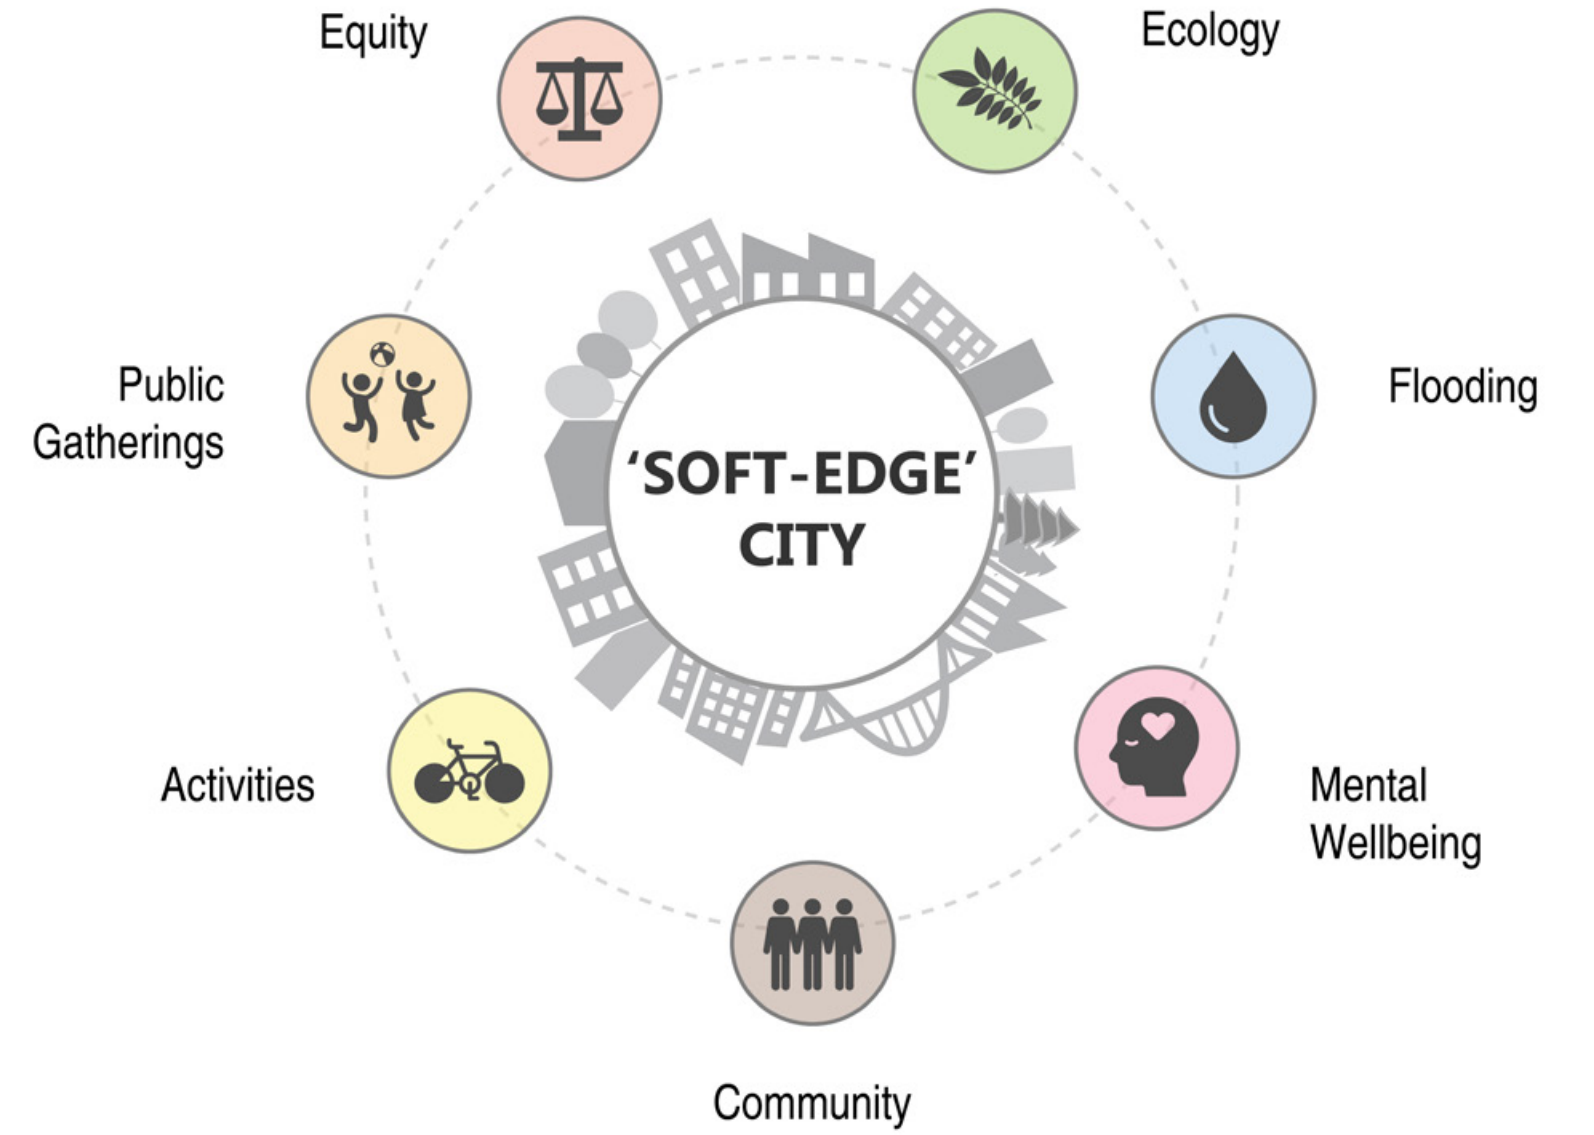 Equity
Ecology
Public
Gatherings
Flooding
‘SOFT-EDGE’
CITY
Activities
Mental
Wellbeing
Community